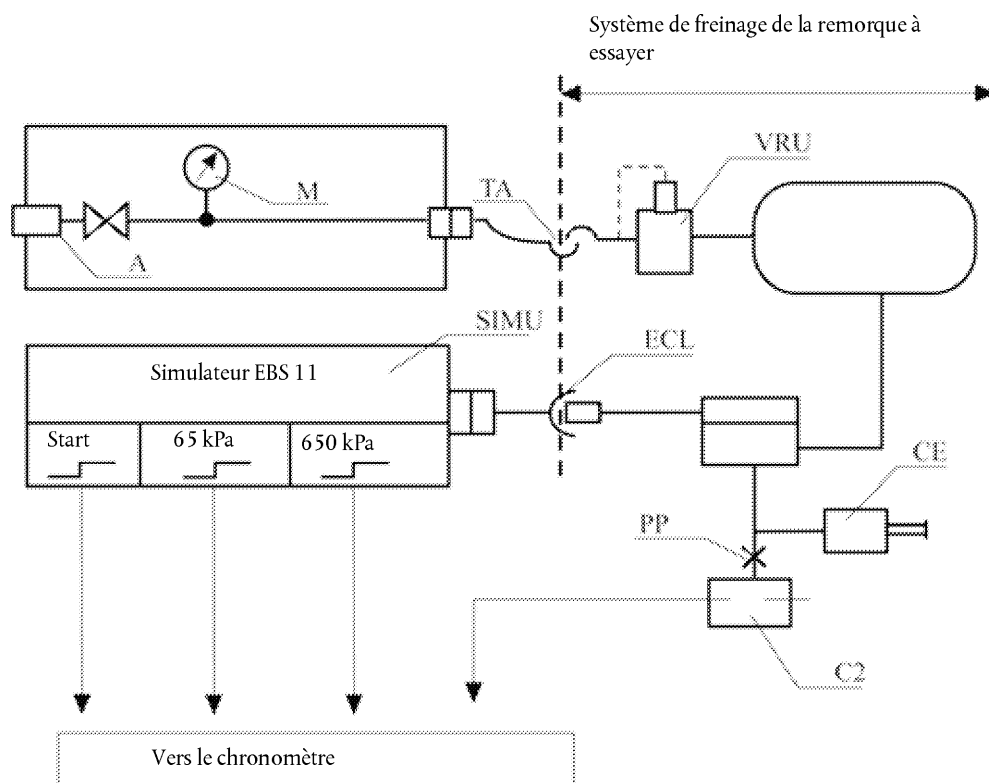 Système de freinage de la remorque à
essayer
VRU
TA
M
A
SIMU
ECL
Simulateur EBS 11
Start
65 kPa
650 kPa
CE
PP
C2
Vers le chronomètre